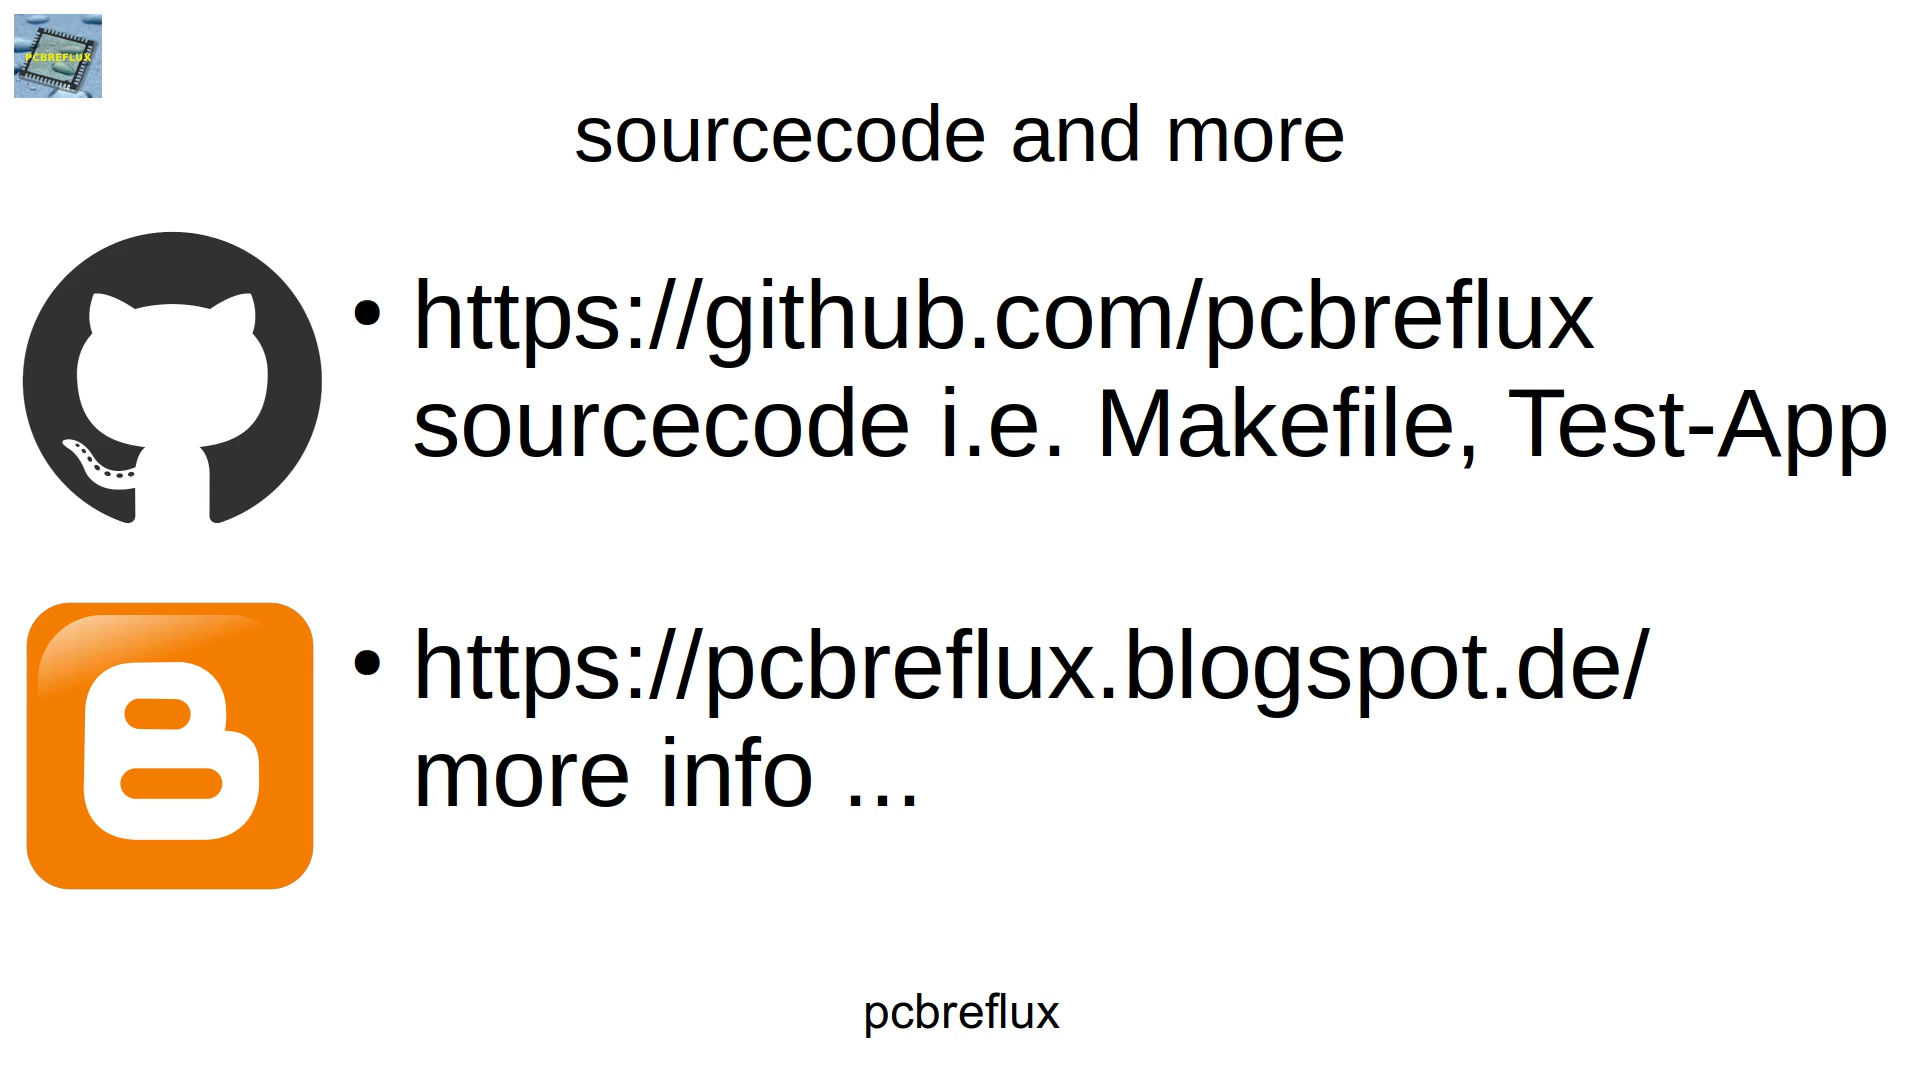 PCBREFLUX
sourcecode and more
• https://github.com/pcbreflux
sourcecode i.e. Makefile, Test-App
• https://pcbreflux.blogspot.de/
more info ...
pcbreflux